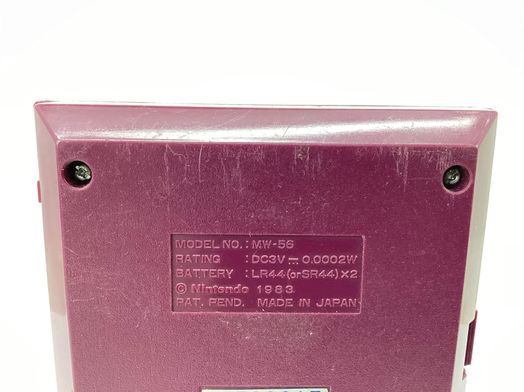 MODEL NO.: MW-56
RATING : DC3V ⎓ 0.0002W
BATTERY : LR44 (or SR44) ×2
© Nintendo 1983
PAT. PEND. MADE IN JAPAN